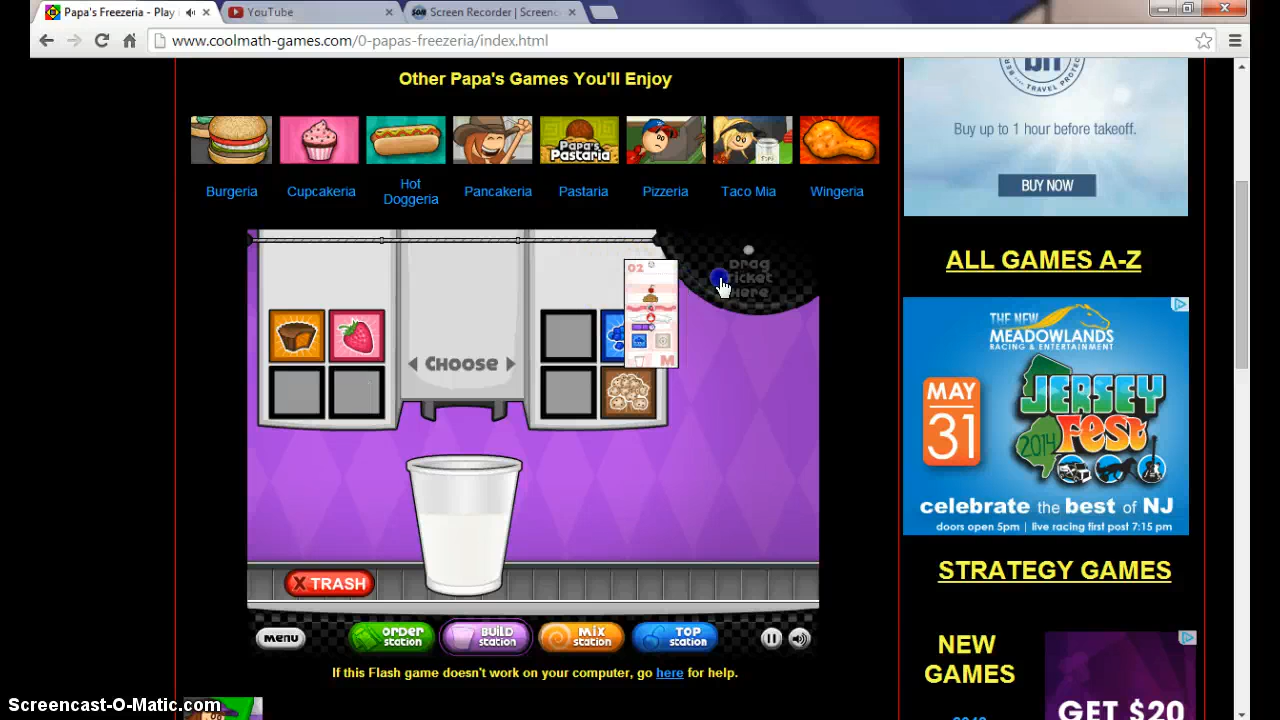 Papa's Freezeria - Play
YouTube
Screen Recorder | Screenc
www.coolmath-games.com/0-papas-freezeria/index.html
Other Papa's Games You'll Enjoy
Papa's
Pastaria
Burgeria
Cupcakeria
Hot
Doggeria
Pancakeria
Pastaria
Pizzeria
Taco Mia
Wingeria
Buy up to 1 hour before takeoff.
BUY NOW
ALL GAMES A-Z
02
M
Drag
Ticket
Here
CHOOSE
THE NEW
MEADOWLANDS
RACING & ENTERTAINMENT
MAY
31
JERSEY
2014
FEST
celebrate the best of NJ
doors open 5pm | live racing first post 7:15 pm
STRATEGY GAMES
X TRASH
menu
ORDER
station
BUILD
station
MIX
station
TOP
station
If this Flash game doesn't work on your computer, go here for help.
NEW
GAMES
GET $20
Screencast-O-Matic.com